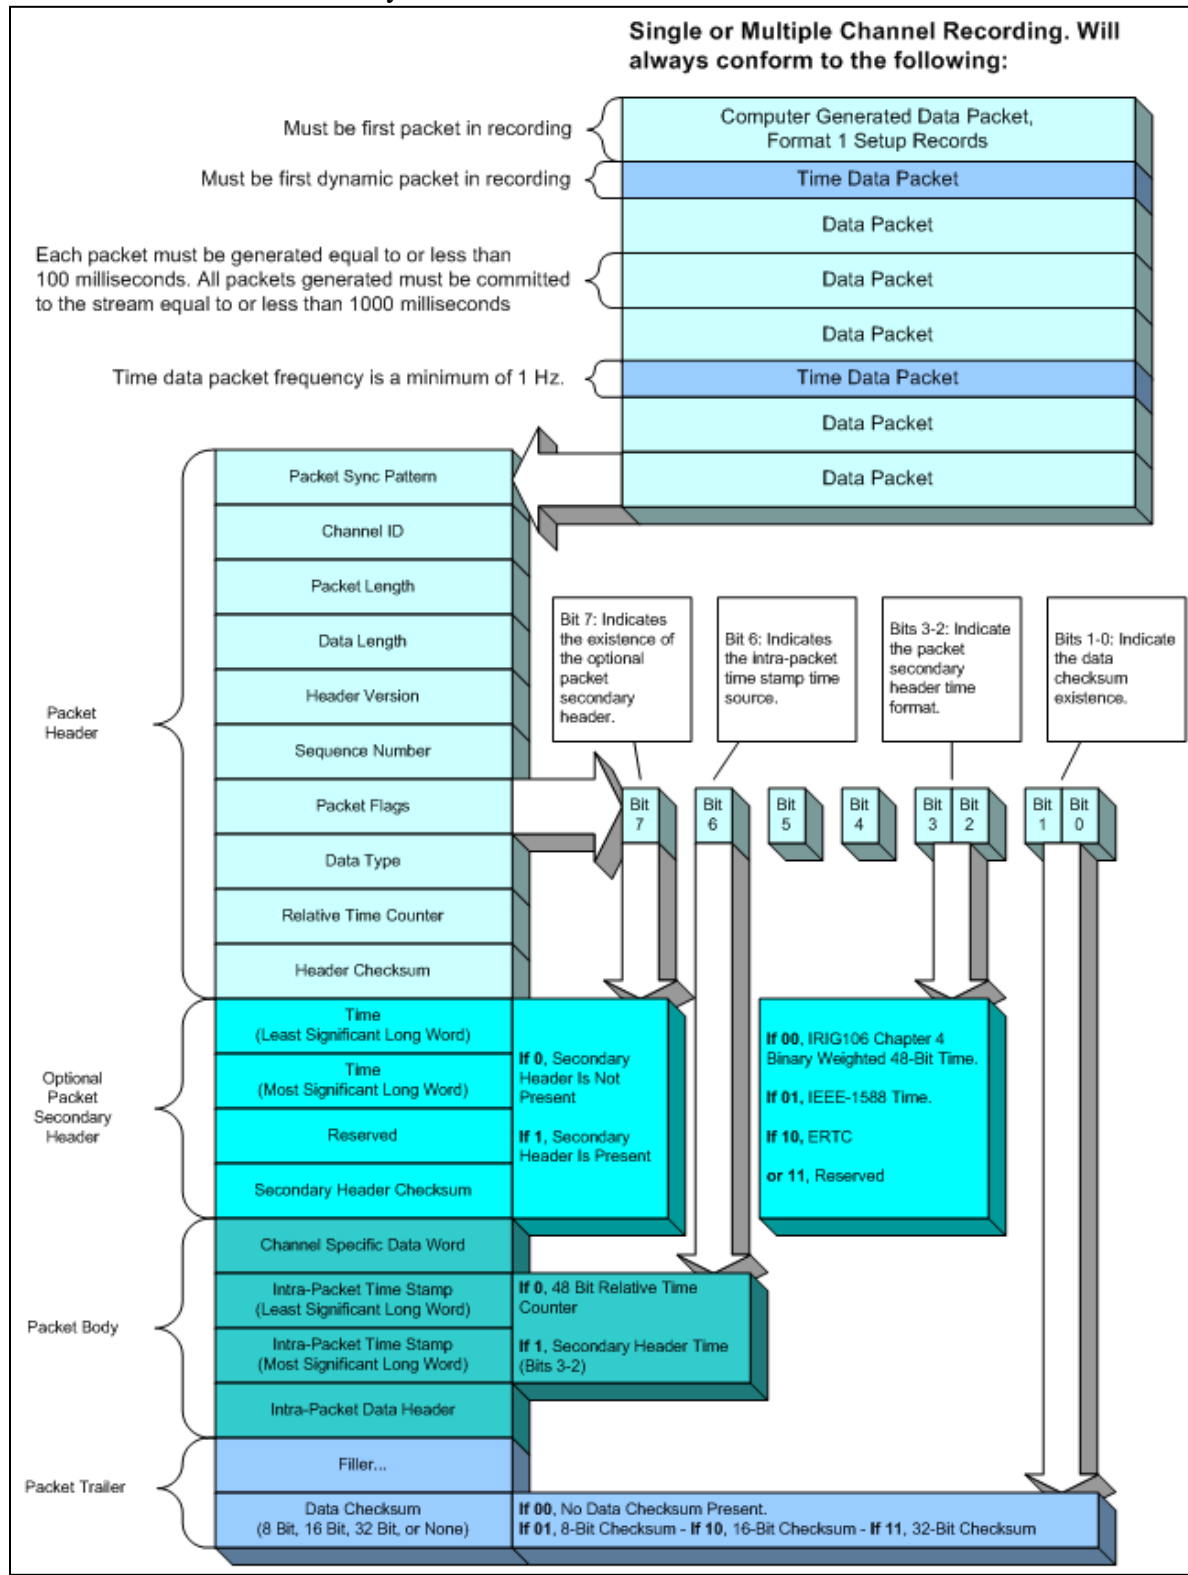 Single or Multiple Channel Recording. Will
always conform to the following:
Must be first packet in recording
Computer Generated Data Packet,
Format 1 Setup Records
Must be first dynamic packet in recording
Time Data Packet
Data Packet
Each packet must be generated equal to or less than
100 milliseconds. All packets generated must be committed
to the stream equal to or less than 1000 milliseconds
Data Packet
Data Packet
Time data packet frequency is a minimum of 1 Hz.
Time Data Packet
Data Packet
Data Packet
Packet
Header
Packet Sync Pattern
Channel ID
Packet Length
Data Length
Header Version
Sequence Number
Packet Flags
Data Type
Relative Time Counter
Header Checksum
Bit 7: Indicates
the existence of
the optional
packet
secondary
header.
Bit 6: Indicates
the intra-packet
time stamp time
source.
Bits 3-2: Indicate
the packet
secondary
header time
format.
Bits 1-0: Indicate
the data
checksum
existence.
Bit
7
Bit
6
Bit
5
Bit
4
Bit
3
Bit
2
Bit
1
Bit
0
Optional
Packet
Secondary
Header
Time
(Least Significant Long Word)
Time
(Most Significant Long Word)
Reserved
Secondary Header Checksum
If 0, Secondary
Header Is Not
Present
If 1, Secondary
Header Is Present
If 00, IRIG106 Chapter 4
Binary Weighted 48-Bit Time.
If 01, IEEE-1588 Time.
If 10, ERTC
or 11, Reserved
Packet Body
Channel Specific Data Word
Intra-Packet Time Stamp
(Least Significant Long Word)
Intra-Packet Time Stamp
(Most Significant Long Word)
Intra-Packet Data Header
If 0, 48 Bit Relative Time
Counter
If 1, Secondary Header Time
(Bits 3-2)
Packet Trailer
Filler...
Data Checksum
(8 Bit, 16 Bit, 32 Bit, or None)
If 00, No Data Checksum Present.
If 01, 8-Bit Checksum - If 10, 16-Bit Checksum - If 11, 32-Bit Checksum